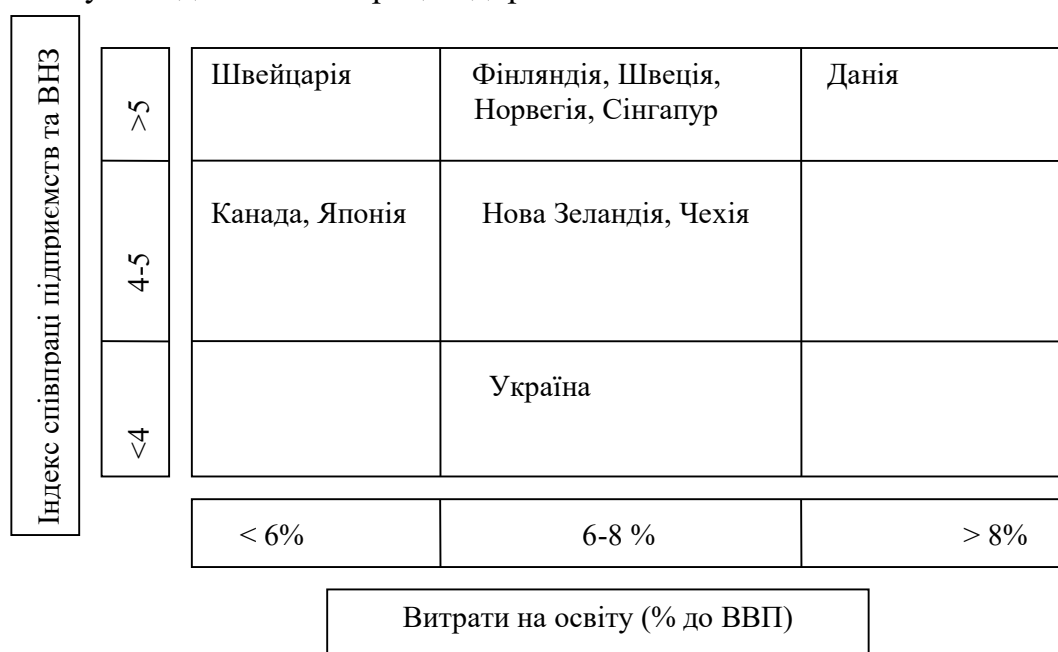 Індекс співпраці підприємств та ВНЗ
>5
Швейцарія
Фінляндія, Швеція,
Норвегія, Сінгапур
Данія
4-5
Канада, Японія
Нова Зеландія, Чехія
<4
Україна
< 6%
6-8 %
> 8%
Витрати на освіту (% до ВВП)